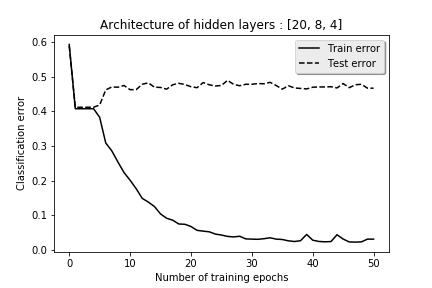 Architecture of hidden layers : [20, 8, 4]
Train error
Test error
0.6
0.5
0.4
0.3
0.2
0.1
0.0
Classification error
0 10 20 30 40 50
Number of training epochs